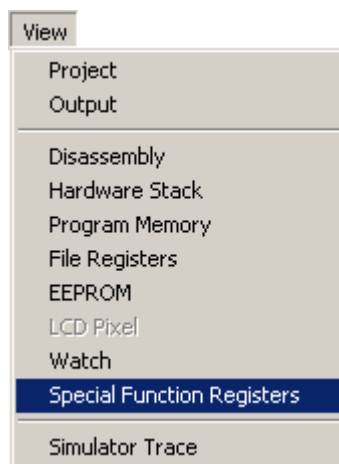 View
Project
Output
Disassembly
Hardware Stack
Program Memory
File Registers
EEPROM
LCD Pixel
Watch
Special Function Registers
Simulator Trace